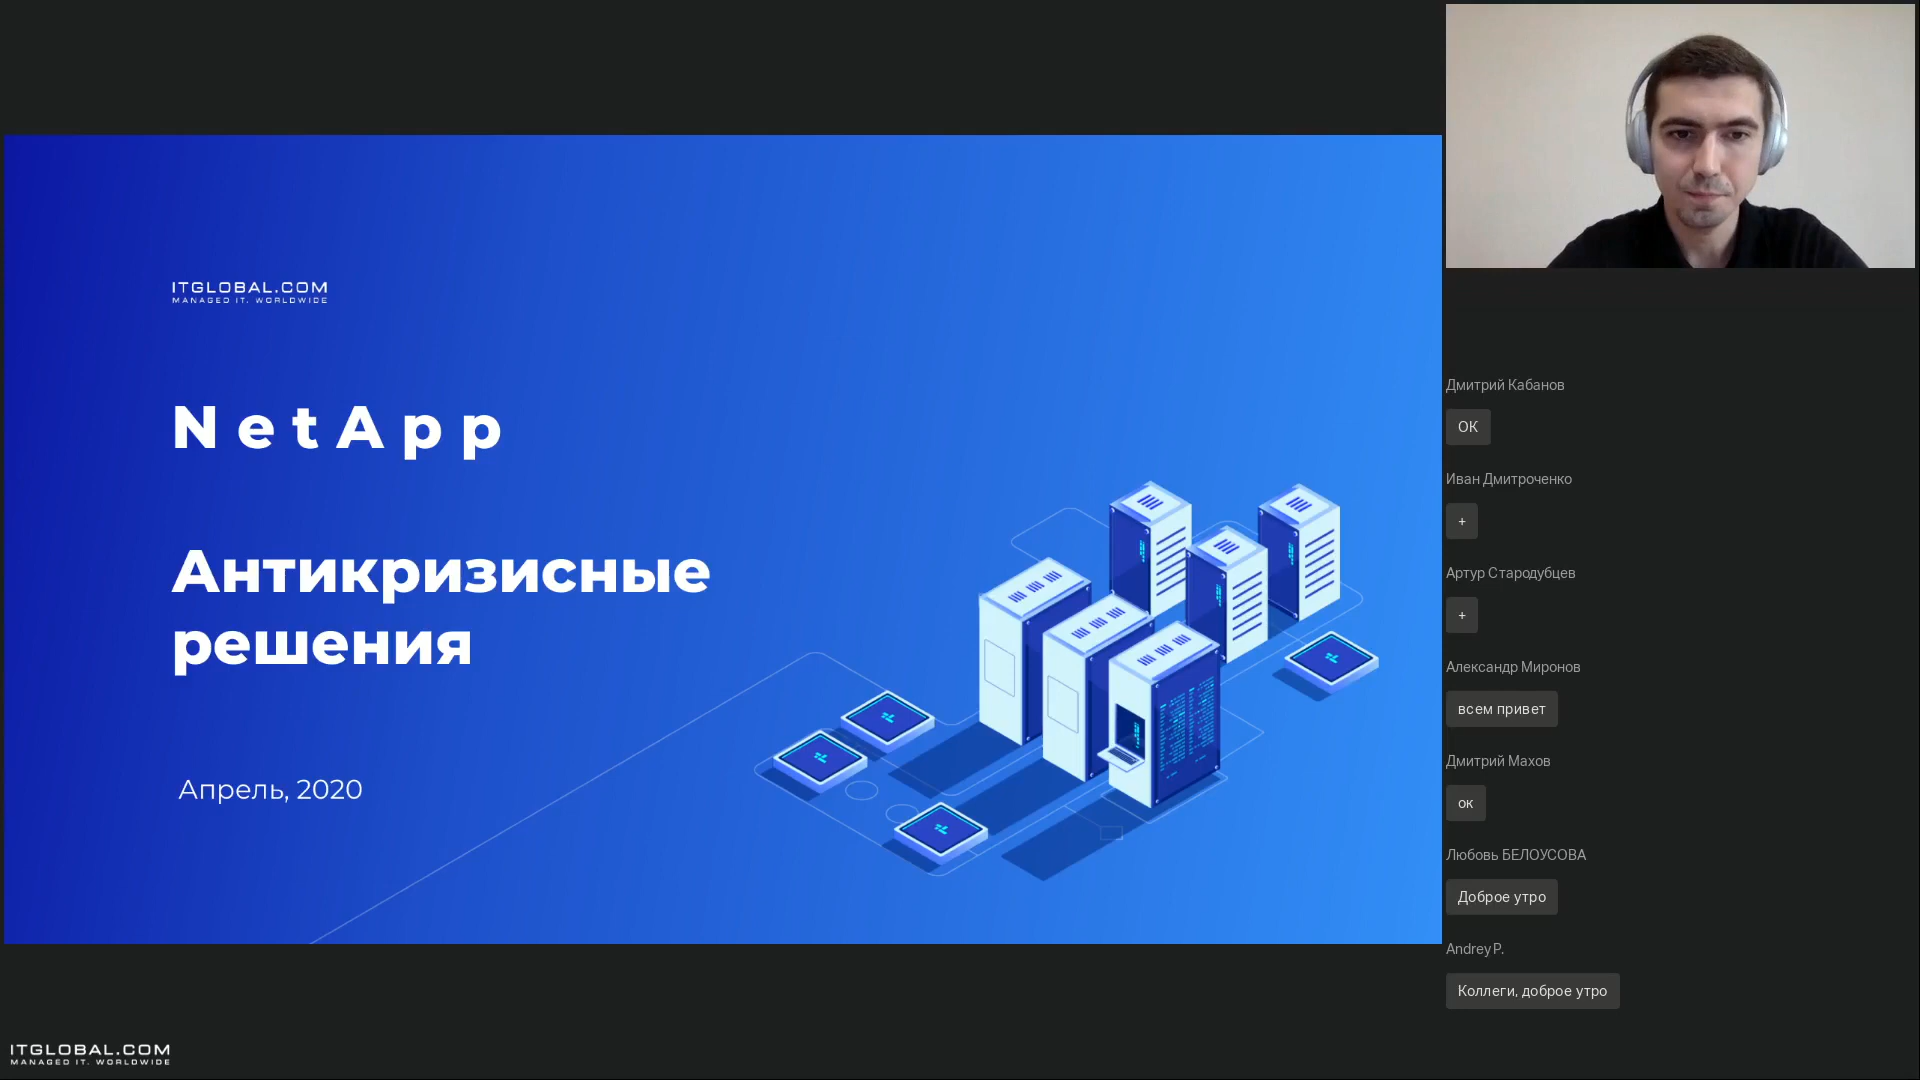 ITGLOBAL.COM
MANAGED IT. WORLDWIDE
NetApp
Антикризисные
решения
Апрель, 2020
Дмитрий Кабанов
ОК
Иван Дмитроченко
+
Артур Стародубцев
+
Александр Миронов
всем привет
Дмитрий Махов
ок
Любовь БЕЛОУСОВА
Доброе утро
Andrey P.
Коллеги, доброе утро
ITGLOBAL.COM
MANAGED IT. WORLDWIDE